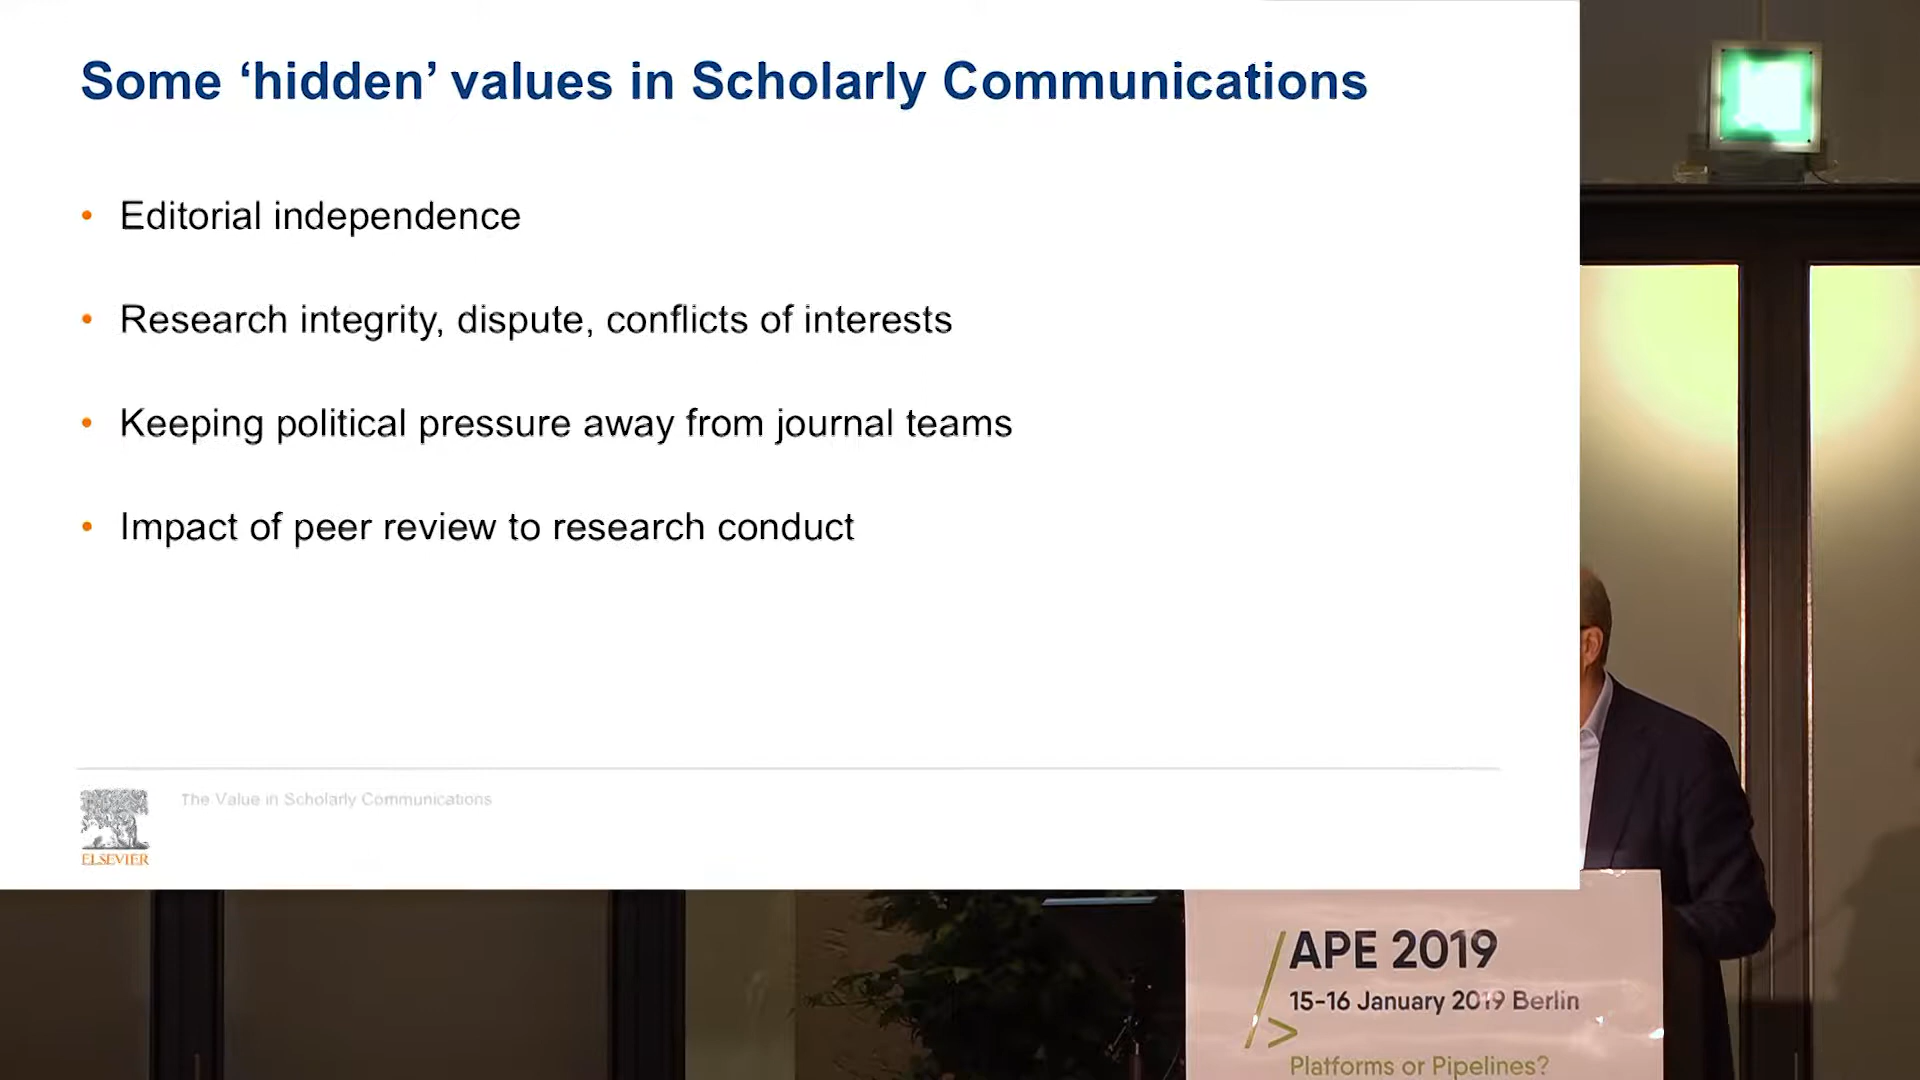 Some ‘hidden’ values in Scholarly Communications
• Editorial independence
• Research integrity, dispute, conflicts of interests
• Keeping political pressure away from journal teams
• Impact of peer review to research conduct
The Value in Scholarly Communications
ELSEVIER
/>
APE 2019
15-16 January 2019 Berlin
Platforms or Pipelines?